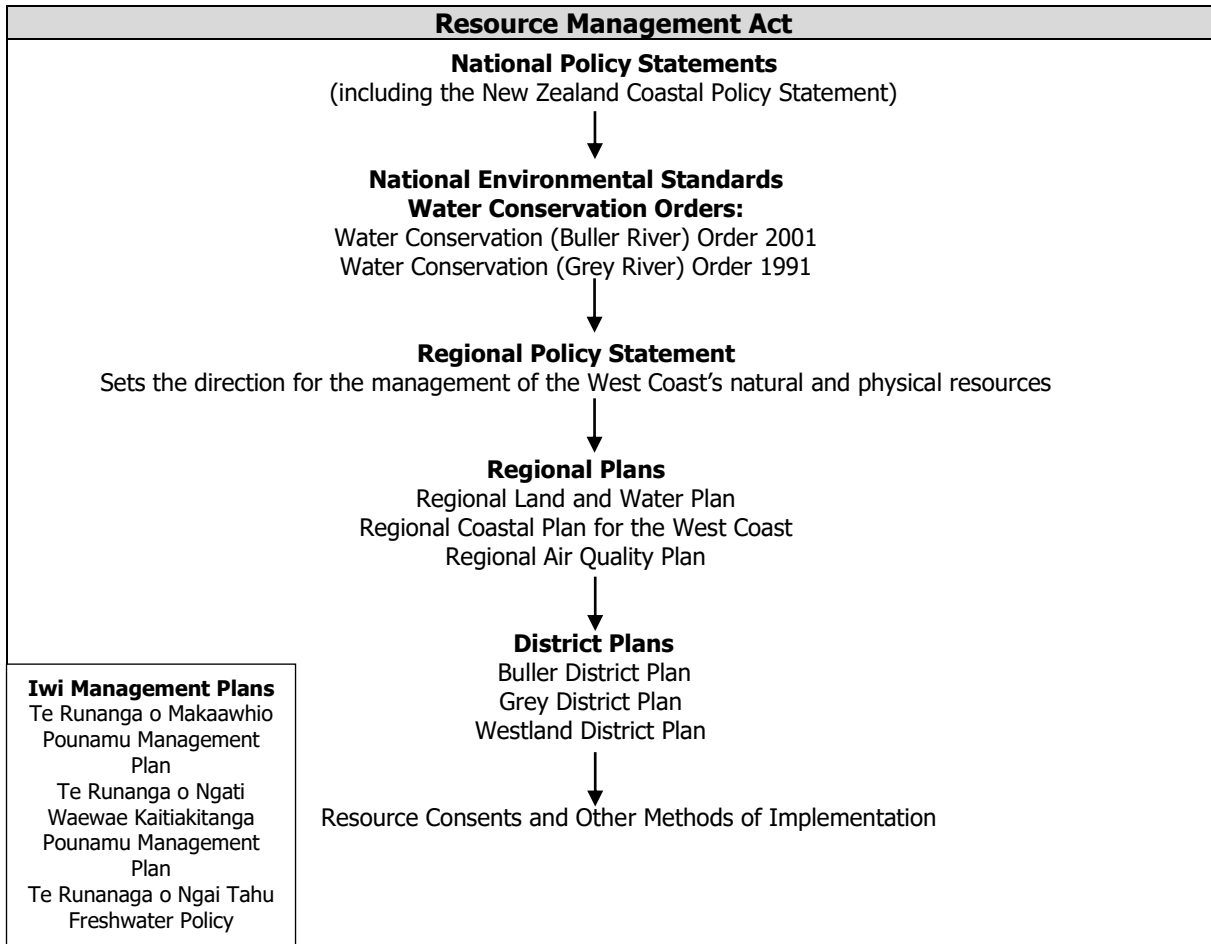 Resource Management Act
National Policy Statements
(including the New Zealand Coastal Policy Statement)
National Environmental Standards
Water Conservation Orders:
Water Conservation (Buller River) Order 2001
Water Conservation (Grey River) Order 1991
Regional Policy Statement
Sets the direction for the management of the West Coast’s natural and physical resources
Regional Plans
Regional Land and Water Plan
Regional Coastal Plan for the West Coast
Regional Air Quality Plan
District Plans
Buller District Plan
Grey District Plan
Westland District Plan
Resource Consents and Other Methods of Implementation
Iwi Management Plans
Te Runanga o Makaawhio
Pounamu Management
Plan
Te Runanga o Ngati
Waewae Kaitiakitanga
Pounamu Management
Plan
Te Runanaga o Ngai Tahu
Freshwater Policy